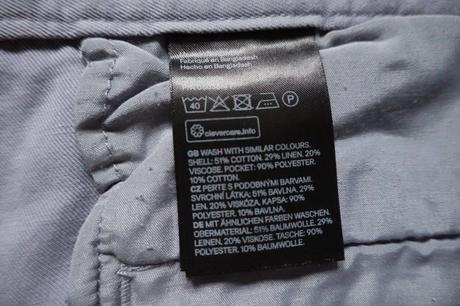 Fabriqué en Bangladesh
Hecho en Bangladesh
40
P
clevercare.info
GB WASH WITH SIMILAR COLOURS.
SHELL: 51% COTTON. 29% LINEN. 20%
VISCOSE. POCKET: 90% POLYESTER.
10% COTTON.
CZ PERTE S PODOBNÝMI BARVAMI.
SVRCHNÍ LÁTKA: 51% BAVLNA. 29%
LEN. 20% VISKÓZA. KAPSA: 90%
POLYESTER. 10% BAVLNA.
DE MIT ÄHNLICHEN FARBEN WASCHEN.
OBERMATERIAL: 51% BAUMWOLLE. 29%
LEINEN. 20% VISKOSE. TASCHE: 90%
POLYESTER. 10% BAUMWOLLE.